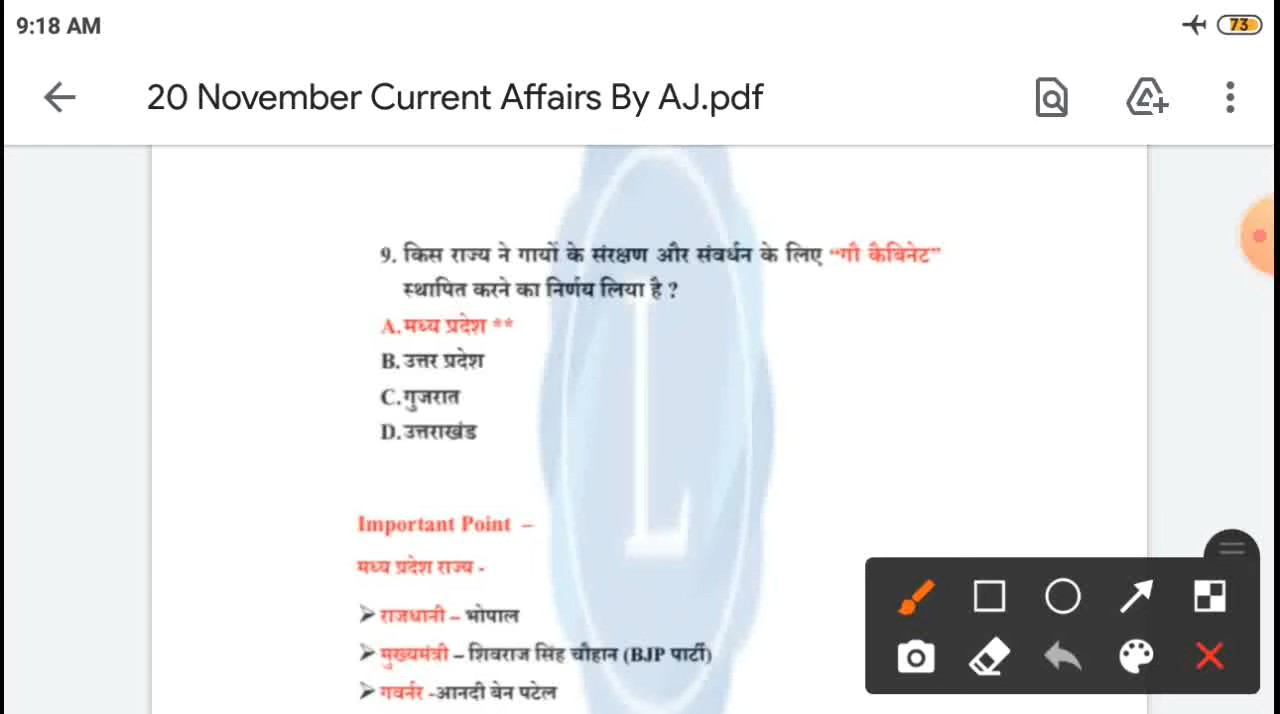 9:18 AM
73
20 November Current Affairs By AJ.pdf
9. किस राज्य ने गायों के संरक्षण और संवर्धन के लिए “गौ कैबिनेट”
स्थापित करने का निर्णय लिया है ?
A.मध्य प्रदेश **
B.उत्तर प्रदेश
C.गुजरात
D.उत्तराखंड
Important Point –
मध्य प्रदेश राज्य -
➢ राजधानी – भोपाल
➢ मुख्यमंत्री – शिवराज सिंह चौहान (BJP पार्टी)
➢ गवर्नर -आनदी बेन पटेल